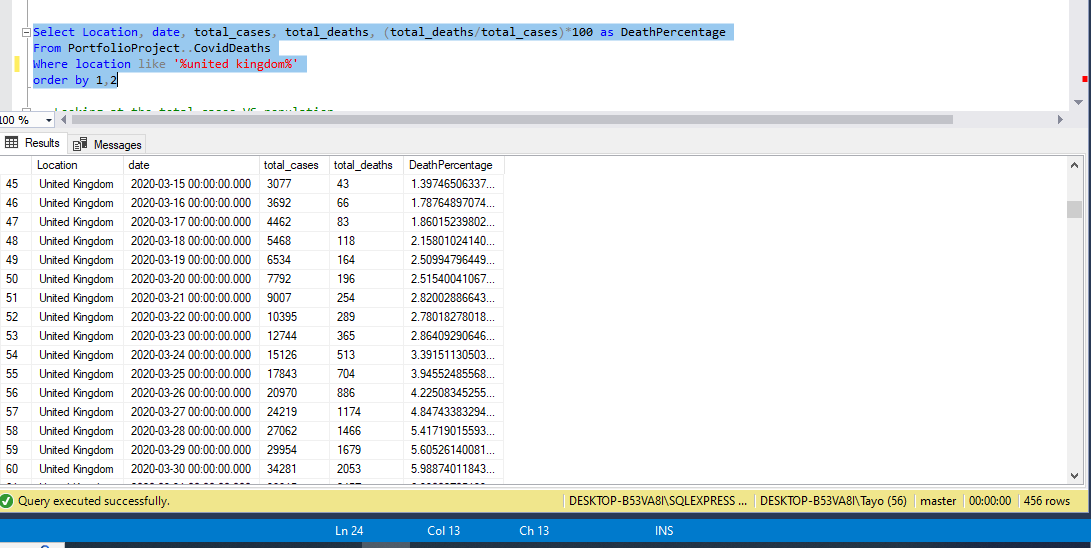 Select Location, date, total_cases, total_deaths, (total_deaths/total_cases)*100 as DeathPercentage
From PortfolioProject..CovidDeaths
Where location like '%united kingdom%'
order by 1,2
Looking at the total cases VS population
100 %
Results Messages
Location date total_cases total_deaths DeathPercentage
45 United Kingdom 2020-03-15 00:00:00.000 3077 43 1.39746506337...
46 United Kingdom 2020-03-16 00:00:00.000 3692 66 1.78764897074...
47 United Kingdom 2020-03-17 00:00:00.000 4462 83 1.86015239802...
48 United Kingdom 2020-03-18 00:00:00.000 5468 118 2.15801024140...
49 United Kingdom 2020-03-19 00:00:00.000 6534 164 2.50994796449...
50 United Kingdom 2020-03-20 00:00:00.000 7792 196 2.51540041067...
51 United Kingdom 2020-03-21 00:00:00.000 9007 254 2.82002886643...
52 United Kingdom 2020-03-22 00:00:00.000 10395 289 2.78018278018...
53 United Kingdom 2020-03-23 00:00:00.000 12744 365 2.86409290646...
54 United Kingdom 2020-03-24 00:00:00.000 15126 513 3.39151130503...
55 United Kingdom 2020-03-25 00:00:00.000 17843 704 3.94552485568...
56 United Kingdom 2020-03-26 00:00:00.000 20970 886 4.22508345255...
57 United Kingdom 2020-03-27 00:00:00.000 24219 1174 4.84743383294...
58 United Kingdom 2020-03-28 00:00:00.000 27062 1466 5.41719015593...
59 United Kingdom 2020-03-29 00:00:00.000 29954 1679 5.60526140081...
60 United Kingdom 2020-03-30 00:00:00.000 34281 2053 5.98874011843...
Query executed successfully. DESKTOP-B53VA8I\SQLEXPRESS ... DESKTOP-B53VA8I\Tayo (56) master 00:00:00 456 rows
Ln 24 Col 13 Ch 13 INS